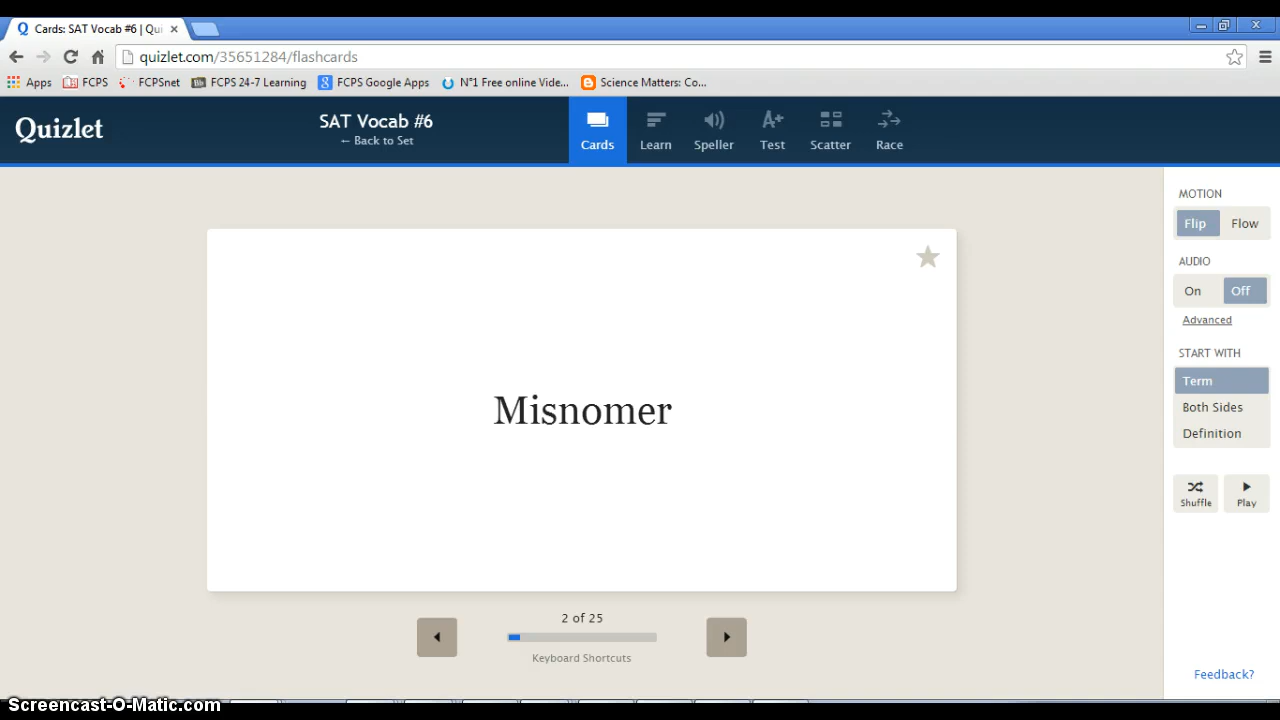 Cards: SAT Vocab #6 | Qui
quizlet.com/35651284/flashcards
Apps FCPS FCPSnet Bb FCPS 24-7 Learning FCPS Google Apps N°1 Free online Vide... Science Matters: Co...
Quizlet
SAT Vocab #6
← Back to Set
Cards Learn Speller Test Scatter Race
MOTION
Flip Flow
AUDIO
On Off
Advanced
START WITH
Term
Both Sides
Definition
Shuffle Play
Misnomer
2 of 25
Keyboard Shortcuts
Feedback?
Screencast-O-Matic.com